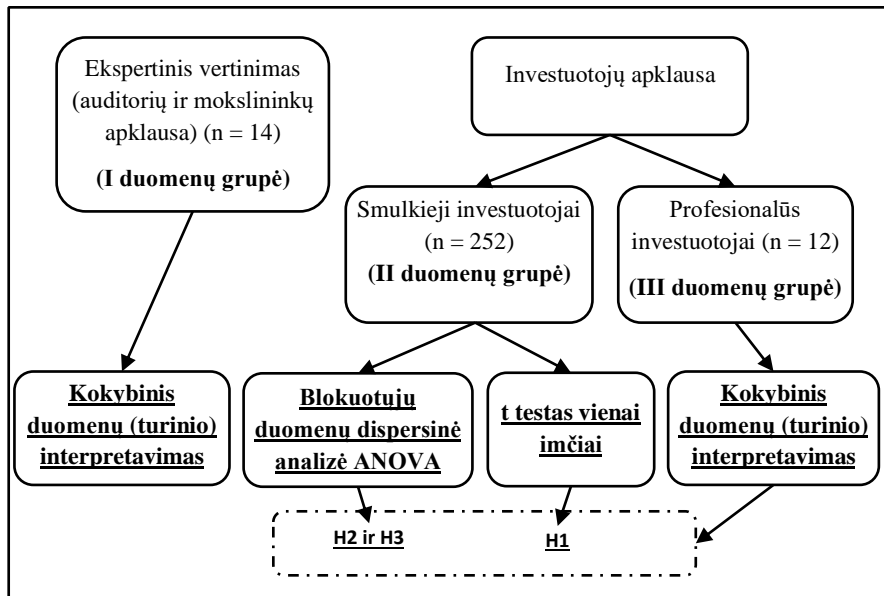 Ekspertinis vertinimas
(auditorių ir mokslininkų
apklausa) (n = 14)
(I duomenų grupė)
Investuotojų apklausa
Smulkieji investuotojai
(n = 252)
(II duomenų grupė)
Profesionalūs
investuotojai (n = 12)
(III duomenų grupė)
Kokybinis
duomenų (turinio)
interpretavimas
Blokuotųjų
duomenų dispersinė
analizė ANOVA
t testas vienai
imčiai
Kokybinis
duomenų (turinio)
interpretavimas
H2 ir H3
H1